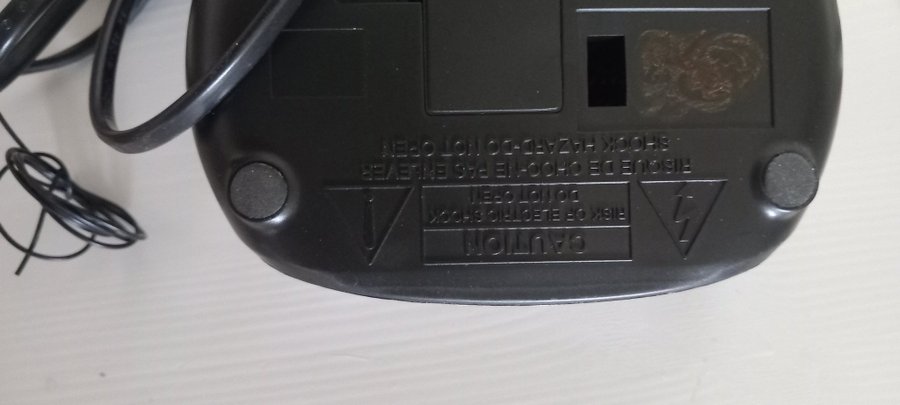 CAUTION
RISK OF ELECTRIC SHOCK
DO NOT OPEN
RISQUE DE CHOC-NE PAS ENLEVER
SHOCK HAZARD-DO NOT OPEN